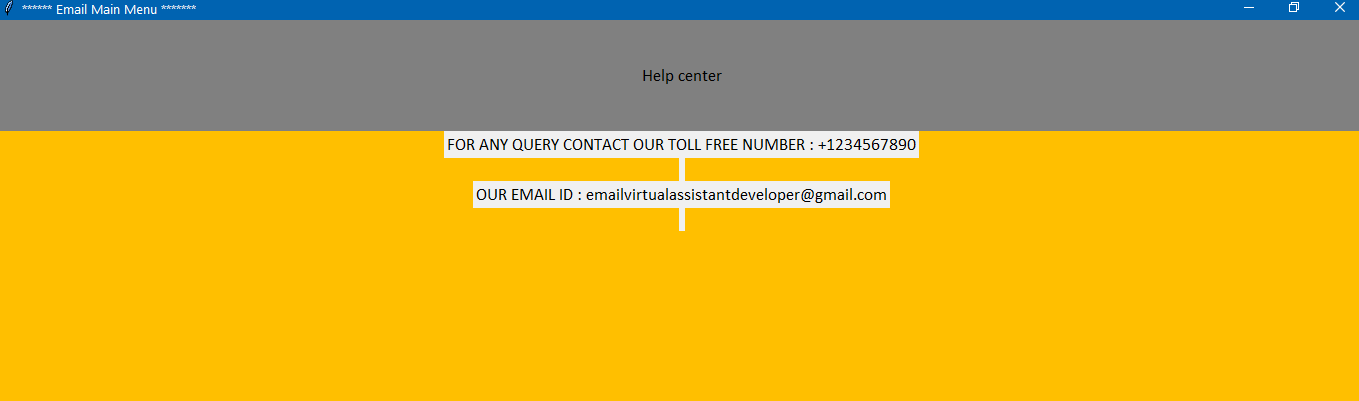 ****** Email Main Menu *******
Help center
FOR ANY QUERY CONTACT OUR TOLL FREE NUMBER : +1234567890
OUR EMAIL ID : emailvirtualassistantdeveloper@gmail.com